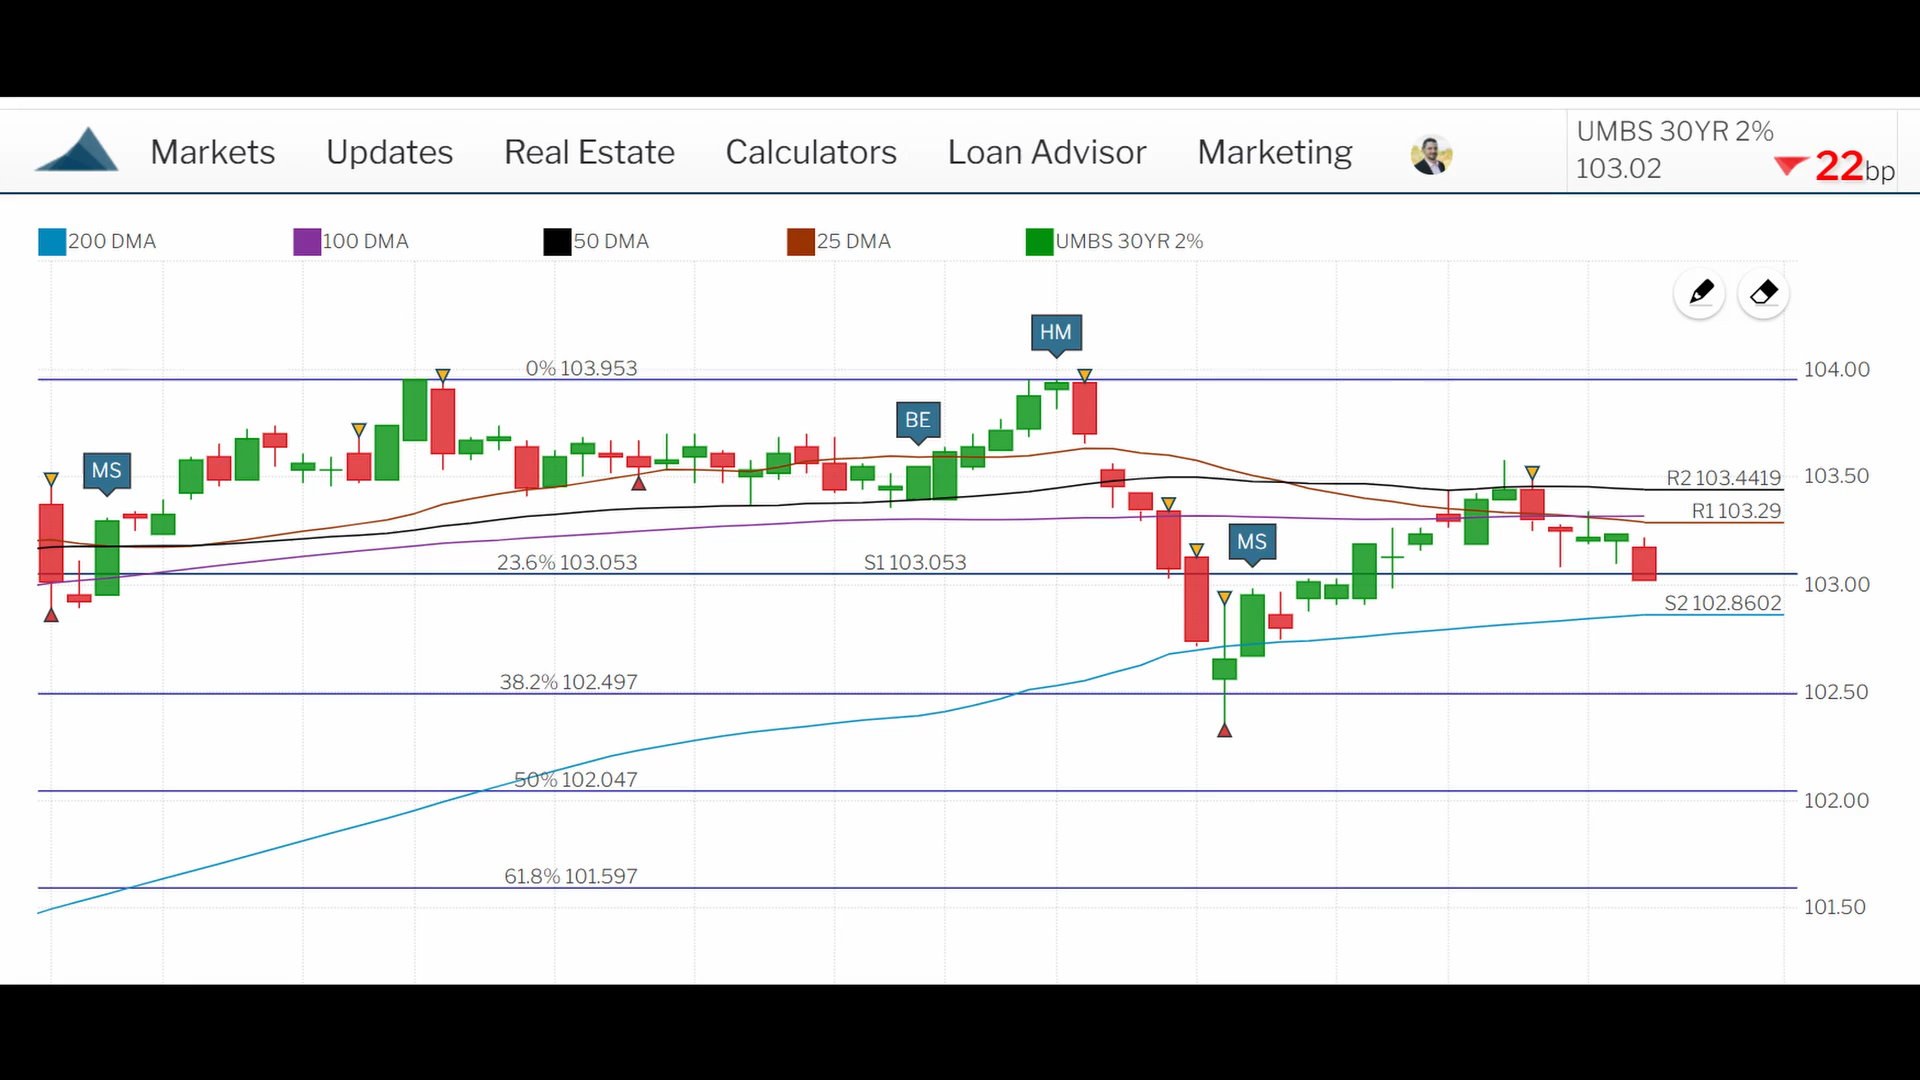 Markets Updates Real Estate Calculators Loan Advisor Marketing
UMBS 30YR 2%
103.02 22bp
200 DMA 100 DMA 50 DMA 25 DMA UMBS 30YR 2%
HM
0% 103.953
104.00
BE
MS
R2 103.4419
103.50
R1 103.29
MS
23.6% 103.053
S1 103.053
103.00
S2 102.8602
38.2% 102.497
102.50
50% 102.047
102.00
61.8% 101.597
101.50